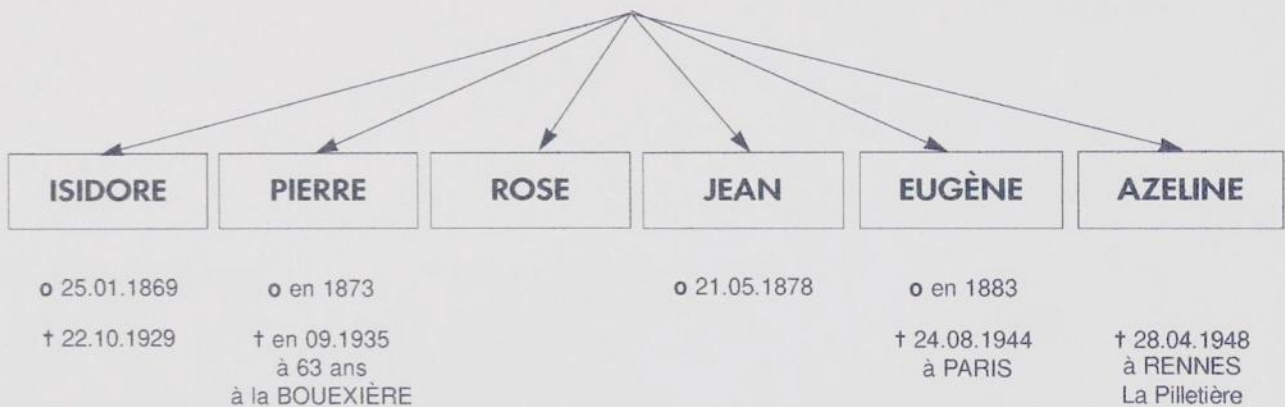 ISIDORE PIERRE ROSE JEAN EUGÈNE AZELINE
o 25.01.1869 o en 1873 o 21.05.1878 o en 1883
† 22.10.1929 † en 09.1935 † 24.08.1944 † 28.04.1948
à 63 ans à PARIS à RENNES
à la BOUEXIÈRE La Pilletière